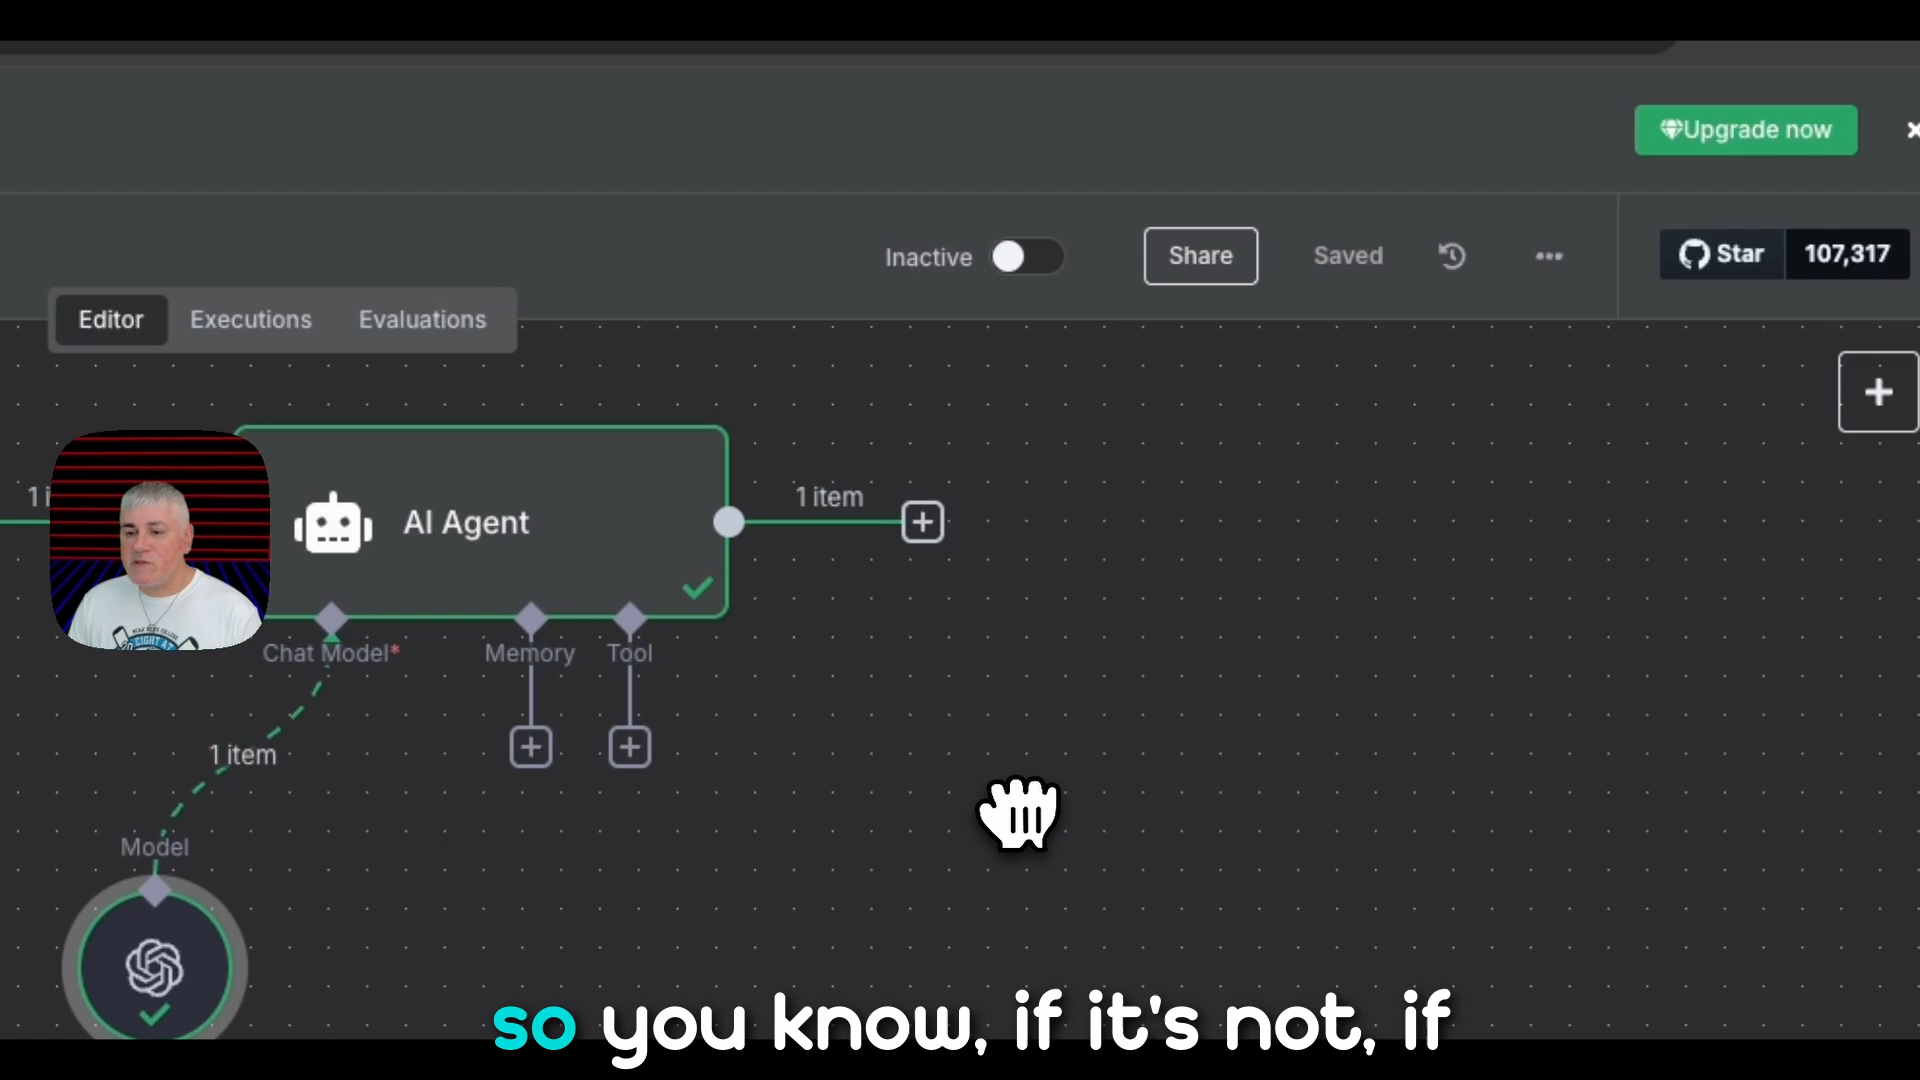 Upgrade now
Inactive
Share
Saved
Star
107,317
Editor
Executions
Evaluations
AI Agent
1 item
Chat Model*
Memory
Tool
1 item
Model
so you know, if it's not, if